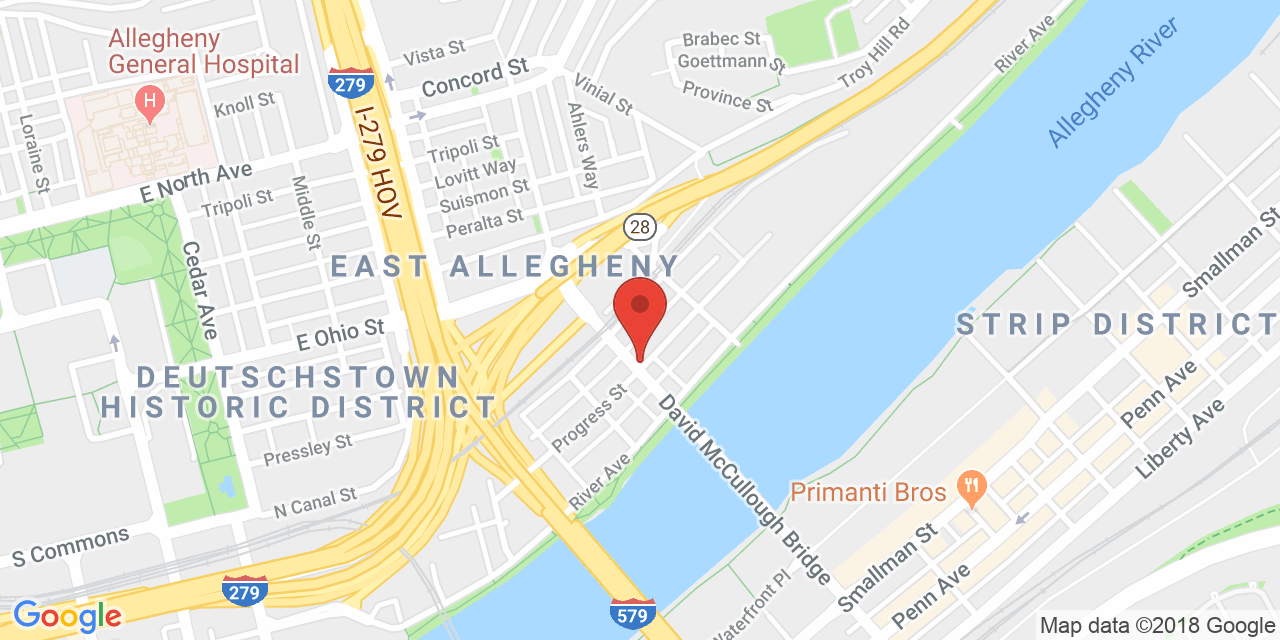 Allegheny
General Hospital
H
Loraine St
Knoll St
Vista St
279
Concord St
I-279 HOV
Vinial St
Ahlers Way
Brabec St
Goettmann St
Province St
Troy Hill Rd
River Ave
Allegheny River
Tripoli St
Lovitt Way
Suismon St
Peralta St
E North Ave
Tripoli St
Middle St
Cedar Ave
28
EAST ALLEGHENY
E Ohio St
DEUTSCHSTOWN
HISTORIC DISTRICT
STRIP DISTRICT
Smallman St
Penn Ave
Liberty Ave
Pressley St
Progress St
River Ave
David McCullough Bridge
N Canal St
S Commons
Primanti Bros
Smallman St
Penn Ave
Waterfront Pl
279
579
Google
Map data ©2018 Google